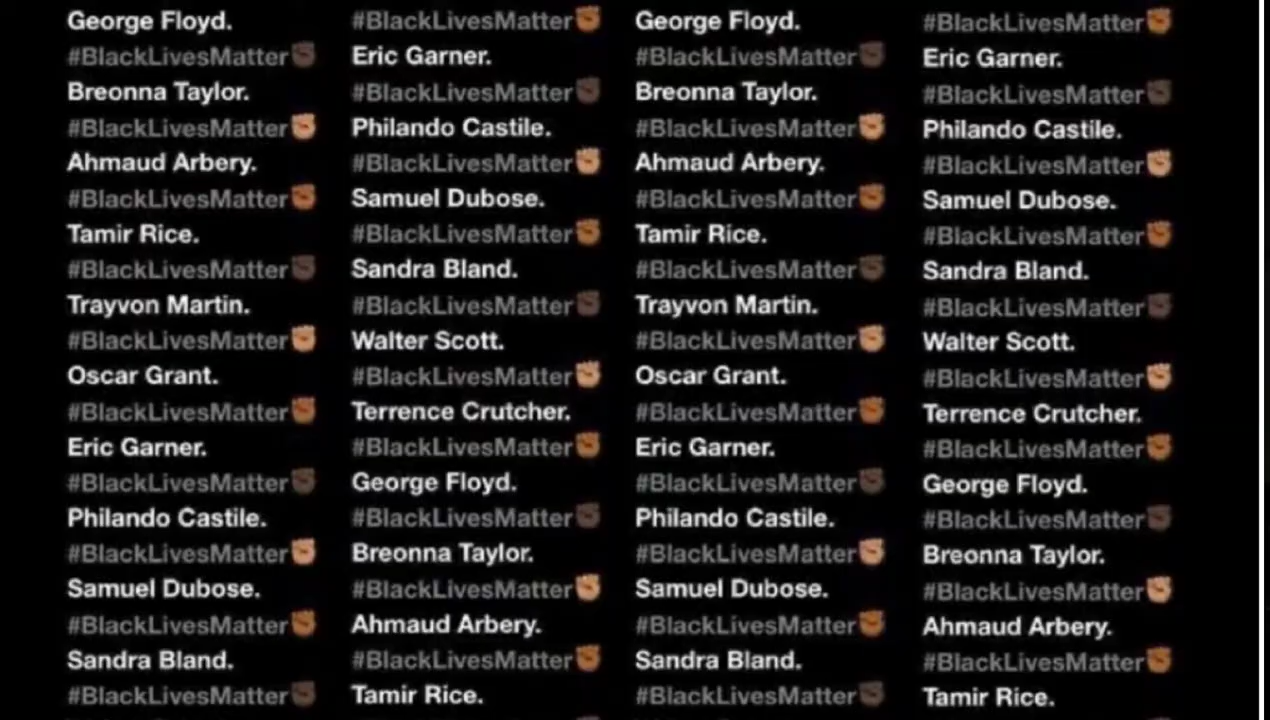 George Floyd.
#BlackLivesMatter✊🏿
Breonna Taylor.
#BlackLivesMatter✊🏼
Ahmaud Arbery.
#BlackLivesMatter✊🏾
Tamir Rice.
#BlackLivesMatter✊🏿
Trayvon Martin.
#BlackLivesMatter✊🏼
Oscar Grant.
#BlackLivesMatter✊🏾
Eric Garner.
#BlackLivesMatter✊🏿
Philando Castile.
#BlackLivesMatter✊🏼
Samuel Dubose.
#BlackLivesMatter✊🏾
Sandra Bland.
#BlackLivesMatter✊🏿
#BlackLivesMatter✊🏾
Eric Garner.
#BlackLivesMatter✊🏿
Philando Castile.
#BlackLivesMatter✊🏼
Samuel Dubose.
#BlackLivesMatter✊🏾
Sandra Bland.
#BlackLivesMatter✊🏿
Walter Scott.
#BlackLivesMatter✊🏼
Terrence Crutcher.
#BlackLivesMatter✊🏾
George Floyd.
#BlackLivesMatter✊🏿
Breonna Taylor.
#BlackLivesMatter✊🏼
Ahmaud Arbery.
#BlackLivesMatter✊🏾
Tamir Rice.
George Floyd.
#BlackLivesMatter✊🏿
Breonna Taylor.
#BlackLivesMatter✊🏼
Ahmaud Arbery.
#BlackLivesMatter✊🏾
Tamir Rice.
#BlackLivesMatter✊🏿
Trayvon Martin.
#BlackLivesMatter✊🏼
Oscar Grant.
#BlackLivesMatter✊🏾
Eric Garner.
#BlackLivesMatter✊🏿
Philando Castile.
#BlackLivesMatter✊🏼
Samuel Dubose.
#BlackLivesMatter✊🏾
Sandra Bland.
#BlackLivesMatter✊🏿
#BlackLivesMatter✊🏾
Eric Garner.
#BlackLivesMatter✊🏿
Philando Castile.
#BlackLivesMatter✊🏼
Samuel Dubose.
#BlackLivesMatter✊🏾
Sandra Bland.
#BlackLivesMatter✊🏿
Walter Scott.
#BlackLivesMatter✊🏼
Terrence Crutcher.
#BlackLivesMatter✊🏾
George Floyd.
#BlackLivesMatter✊🏿
Breonna Taylor.
#BlackLivesMatter✊🏼
Ahmaud Arbery.
#BlackLivesMatter✊🏾
Tamir Rice.